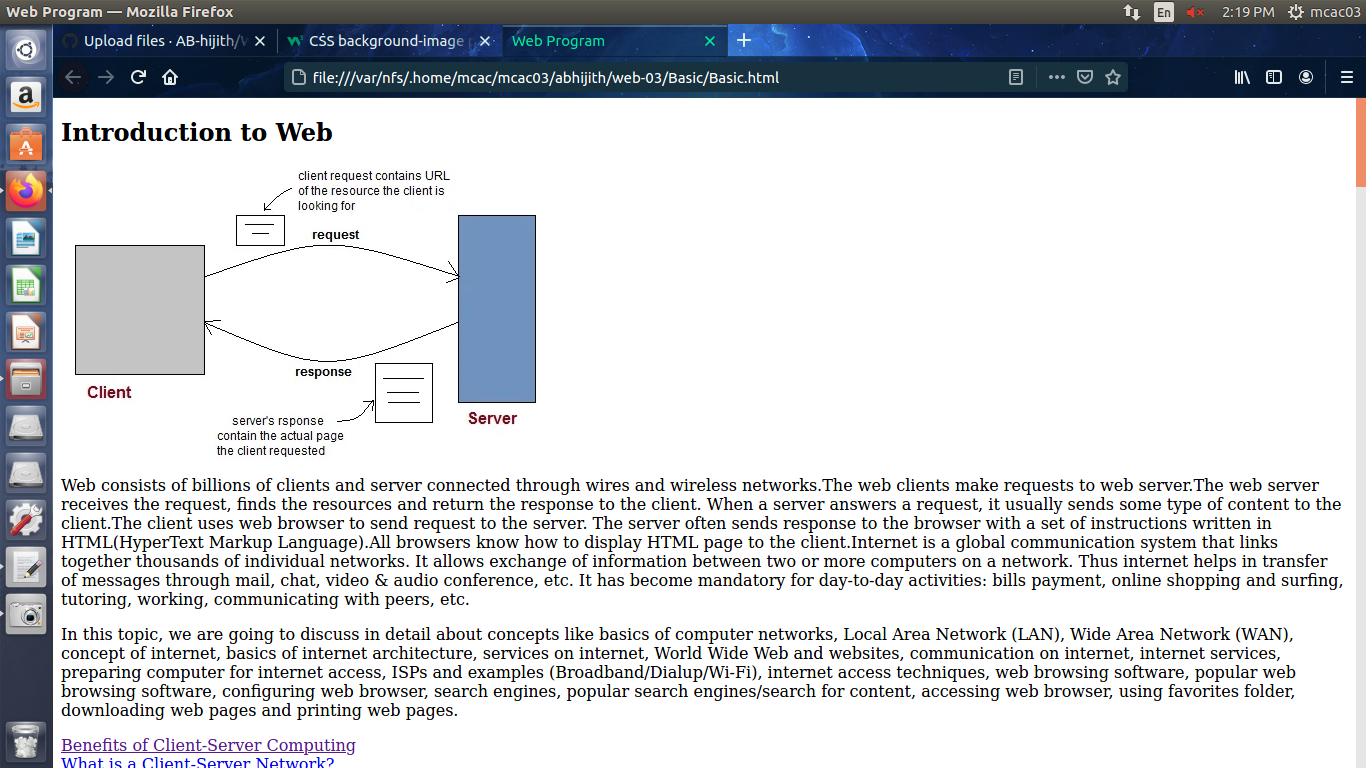 Web Program — Mozilla Firefox
En
2:19 PM
mcac03
Upload files · AB-hijith/
CSS background-image
Web Program
file:///var/nfs/.home/mcac/mcac03/abhijith/web-03/Basic/Basic.html
Introduction to Web
client request contains URL
of the resource the client is
looking for
request
response
Client
Server
server's rsponse
contain the actual page
the client requested
Web consists of billions of clients and server connected through wires and wireless networks.The web clients make requests to web server.The web server
receives the request, finds the resources and return the response to the client. When a server answers a request, it usually sends some type of content to the
client.The client uses web browser to send request to the server. The server often sends response to the browser with a set of instructions written in
HTML(HyperText Markup Language).All browsers know how to display HTML page to the client.Internet is a global communication system that links
together thousands of individual networks. It allows exchange of information between two or more computers on a network. Thus internet helps in transfer
of messages through mail, chat, video & audio conference, etc. It has become mandatory for day-to-day activities: bills payment, online shopping and surfing,
tutoring, working, communicating with peers, etc.
In this topic, we are going to discuss in detail about concepts like basics of computer networks, Local Area Network (LAN), Wide Area Network (WAN),
concept of internet, basics of internet architecture, services on internet, World Wide Web and websites, communication on internet, internet services,
preparing computer for internet access, ISPs and examples (Broadband/Dialup/Wi-Fi), internet access techniques, web browsing software, popular web
browsing software, configuring web browser, search engines, popular search engines/search for content, accessing web browser, using favorites folder,
downloading web pages and printing web pages.
Benefits of Client-Server Computing
What is a Client-Server Network?